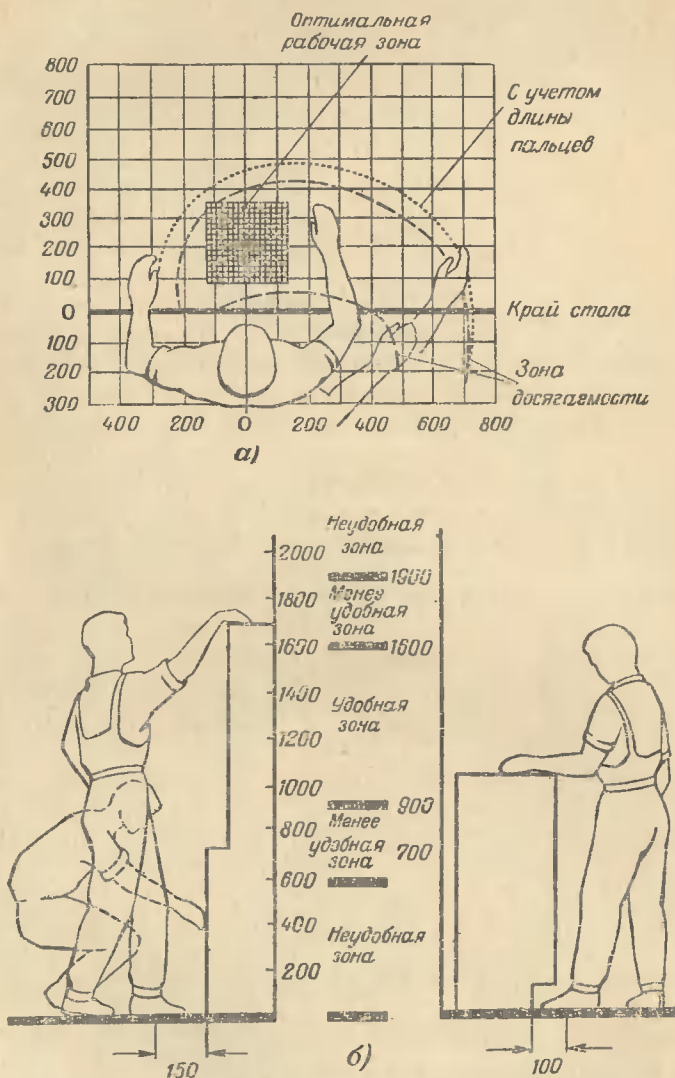 Оптимальная
рабочая зона
С учетом
длины
пальцев
800
700
600
500
400
300
200
100
0
100
200
300
Край стола
Зона
досягаемости
400 200 0 200 400 600 800
а)
Неудобная
зона
2000
1900
1800
Менее
удобная
зона
1600
1600
1400
Удобная
зона
1200
1000
900
800
Менее
удобная
зона
700
600
400
Неудобная
зона
200
150
б)
100